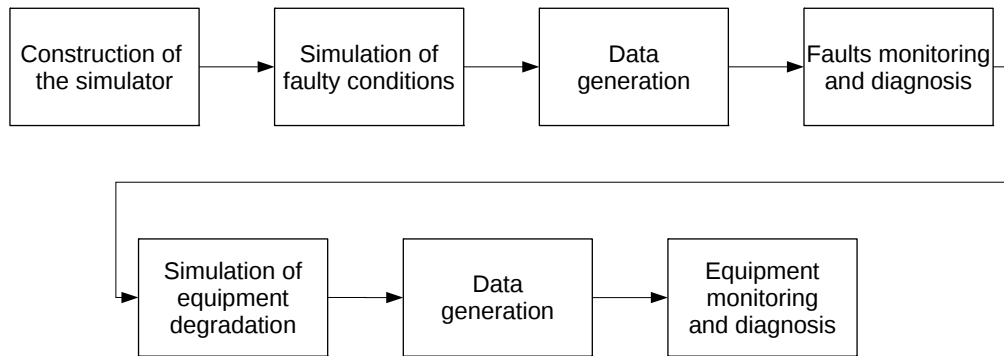 Construction of
the simulator
Simulation of
faulty conditions
Data
generation
Faults monitoring
and diagnosis
Simulation of
equipment
degradation
Data
generation
Equipment
monitoring
and diagnosis